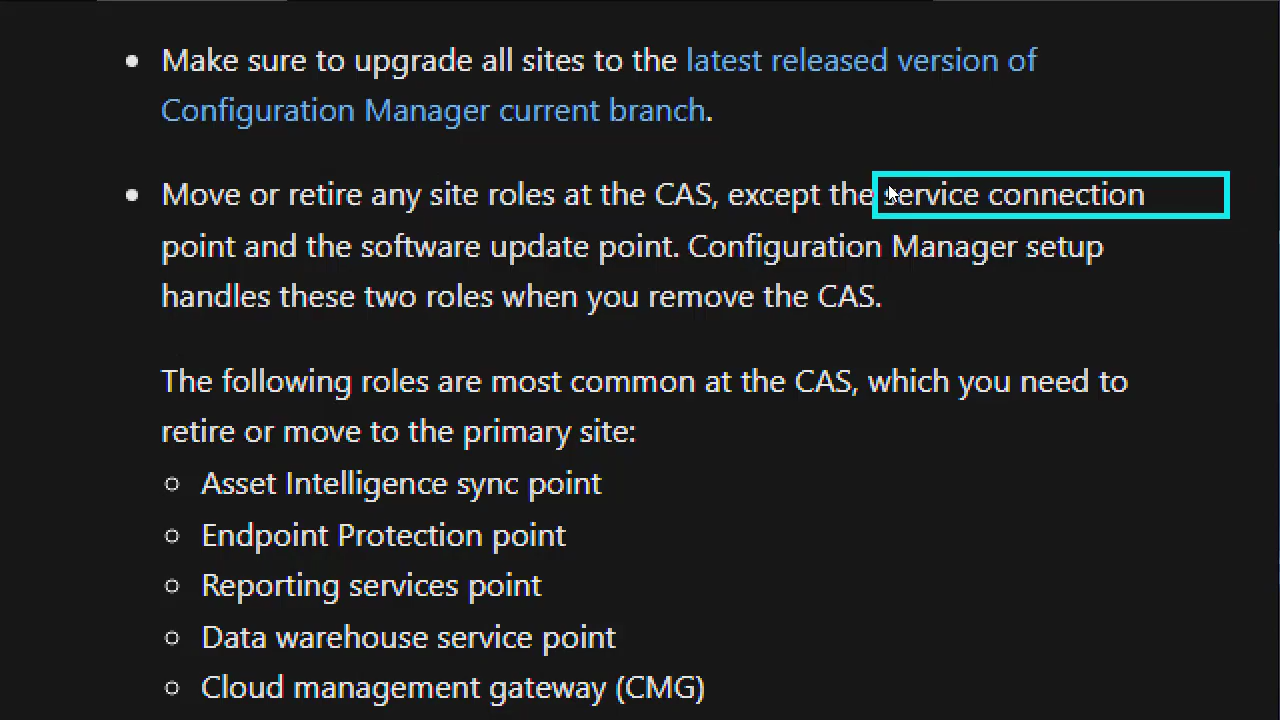 Make sure to upgrade all sites to the latest released version of
Configuration Manager current branch.
Move or retire any site roles at the CAS, except the service connection
point and the software update point. Configuration Manager setup
handles these two roles when you remove the CAS.
The following roles are most common at the CAS, which you need to
retire or move to the primary site:
Asset Intelligence sync point
Endpoint Protection point
Reporting services point
Data warehouse service point
Cloud management gateway (CMG)